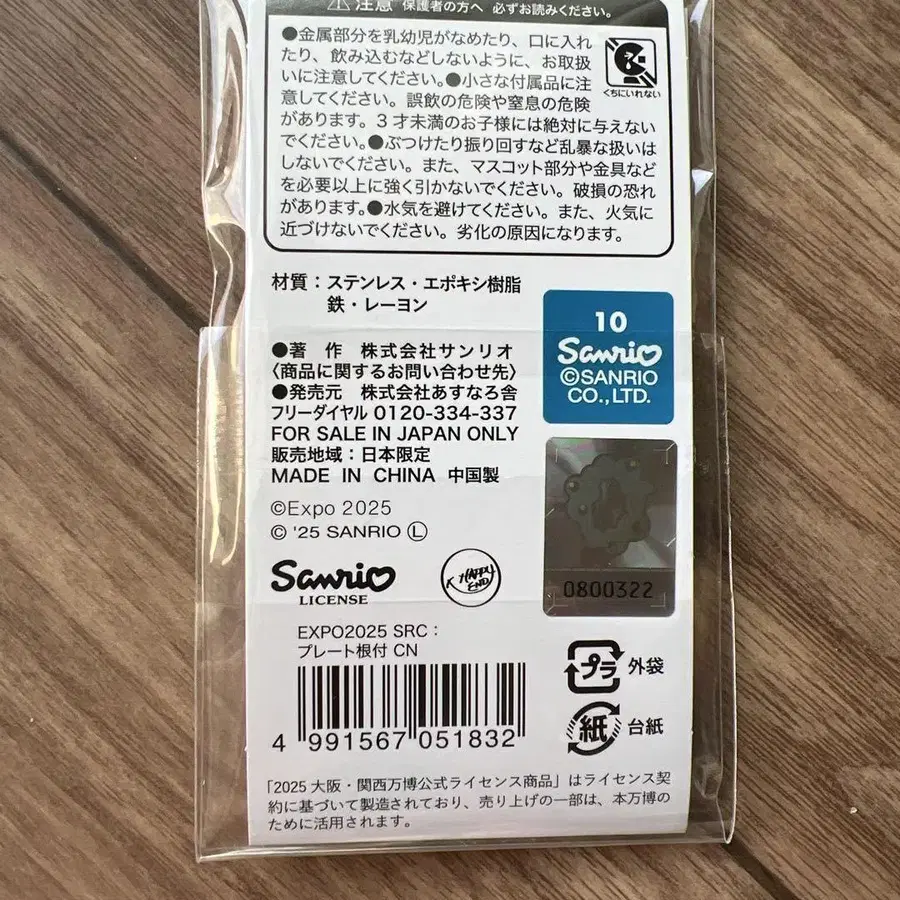 ⚠注意 保護者の方へ 必ずお読みください。
●金属部分を乳幼児がなめたり、口に入れ
たり、飲み込むなどしないように、お取扱
いに注意してください。●小さな付属品に注
意してください。誤飲の危険や窒息の危険
があります。3才未満のお子様には絶対に与えない
でください。●ぶつけたり振り回すなど乱暴な扱いは
しないでください。また、マスコット部分や金具など
を必要以上に強く引かないでください。破損の恐れ
があります。●水気を避けてください。また、火気に
近づけないでください。劣化の原因になります。
くちにいれない
材質：ステンレス・エポキシ樹脂
鉄・レーヨン
●著 作 株式会社サンリオ
〈商品に関するお問い合わせ先〉
●発売元 株式会社あすなろ舎
フリーダイヤル 0120-334-337
FOR SALE IN JAPAN ONLY
販売地域：日本限定
MADE IN CHINA 中国製
©Expo 2025
© '25 SANRIO Ⓛ
10
Sanrio
©SANRIO
CO.,LTD.
0800322
Sanrio
LICENSE
HAPPY
END
EXPO2025 SRC：
プレート根付 CN
4 991567 051832
プラ 外袋
紙 台紙
「2025 大阪・関西万博公式ライセンス商品」はライセンス契
約に基づいて製造されており、売り上げの一部は、本万博の
ために活用されます。